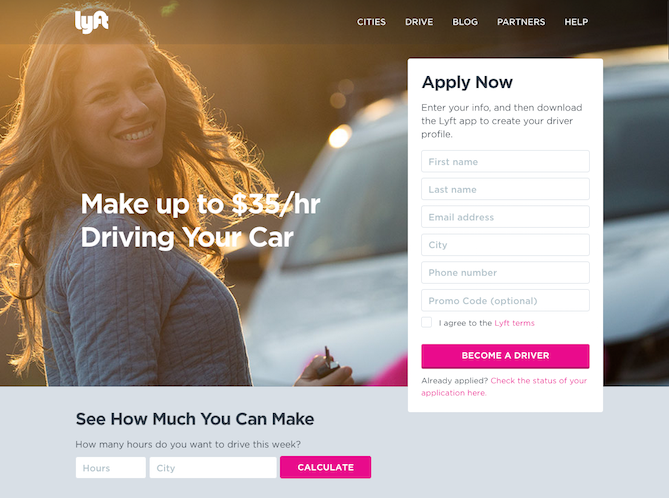 lyft
CITIES DRIVE BLOG PARTNERS HELP
Make up to $35/hr
Driving Your Car
Apply Now
Enter your info, and then download
the Lyft app to create your driver
profile.
First name
Last name
Email address
City
Phone number
Promo Code (optional)
I agree to the Lyft terms
BECOME A DRIVER
Already applied? Check the status of your
application here.
See How Much You Can Make
How many hours do you want to drive this week?
Hours City CALCULATE